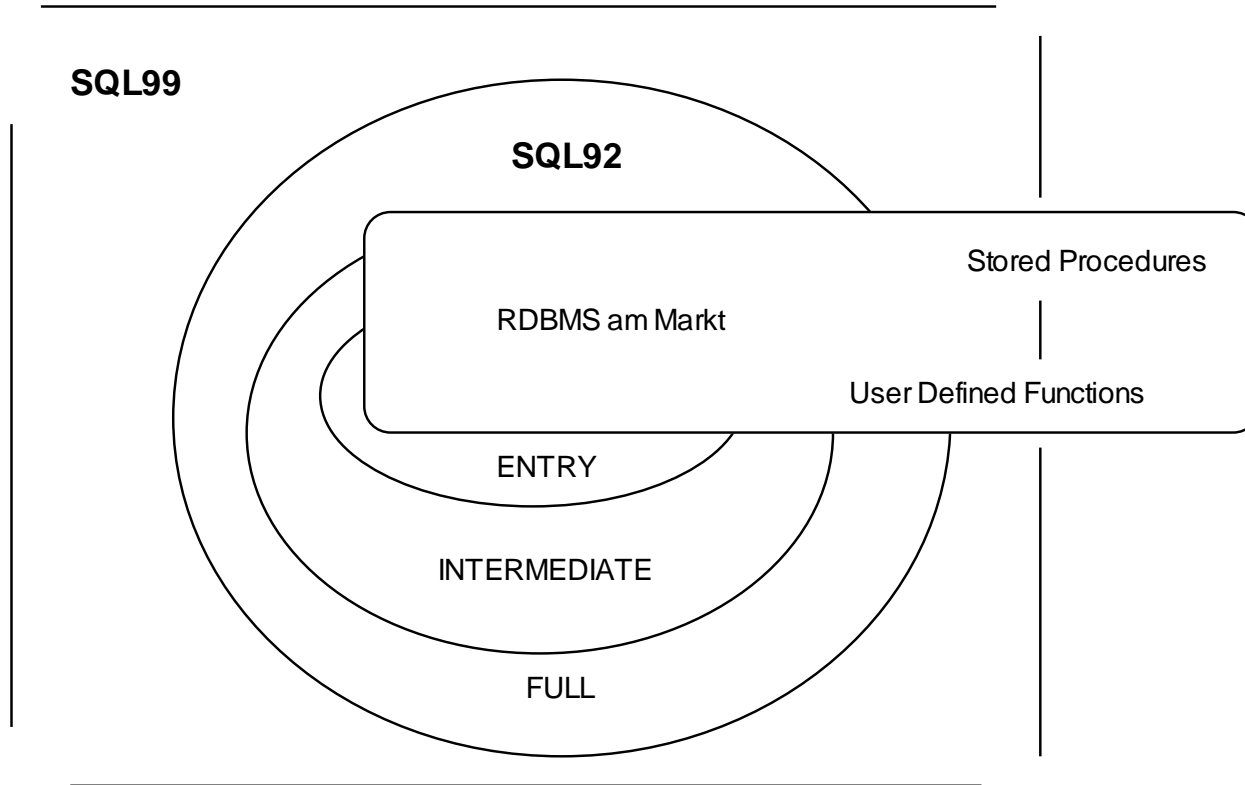 SQL99
SQL92
Stored Procedures
RDBMS am Markt
User Defined Functions
ENTRY
INTERMEDIATE
FULL